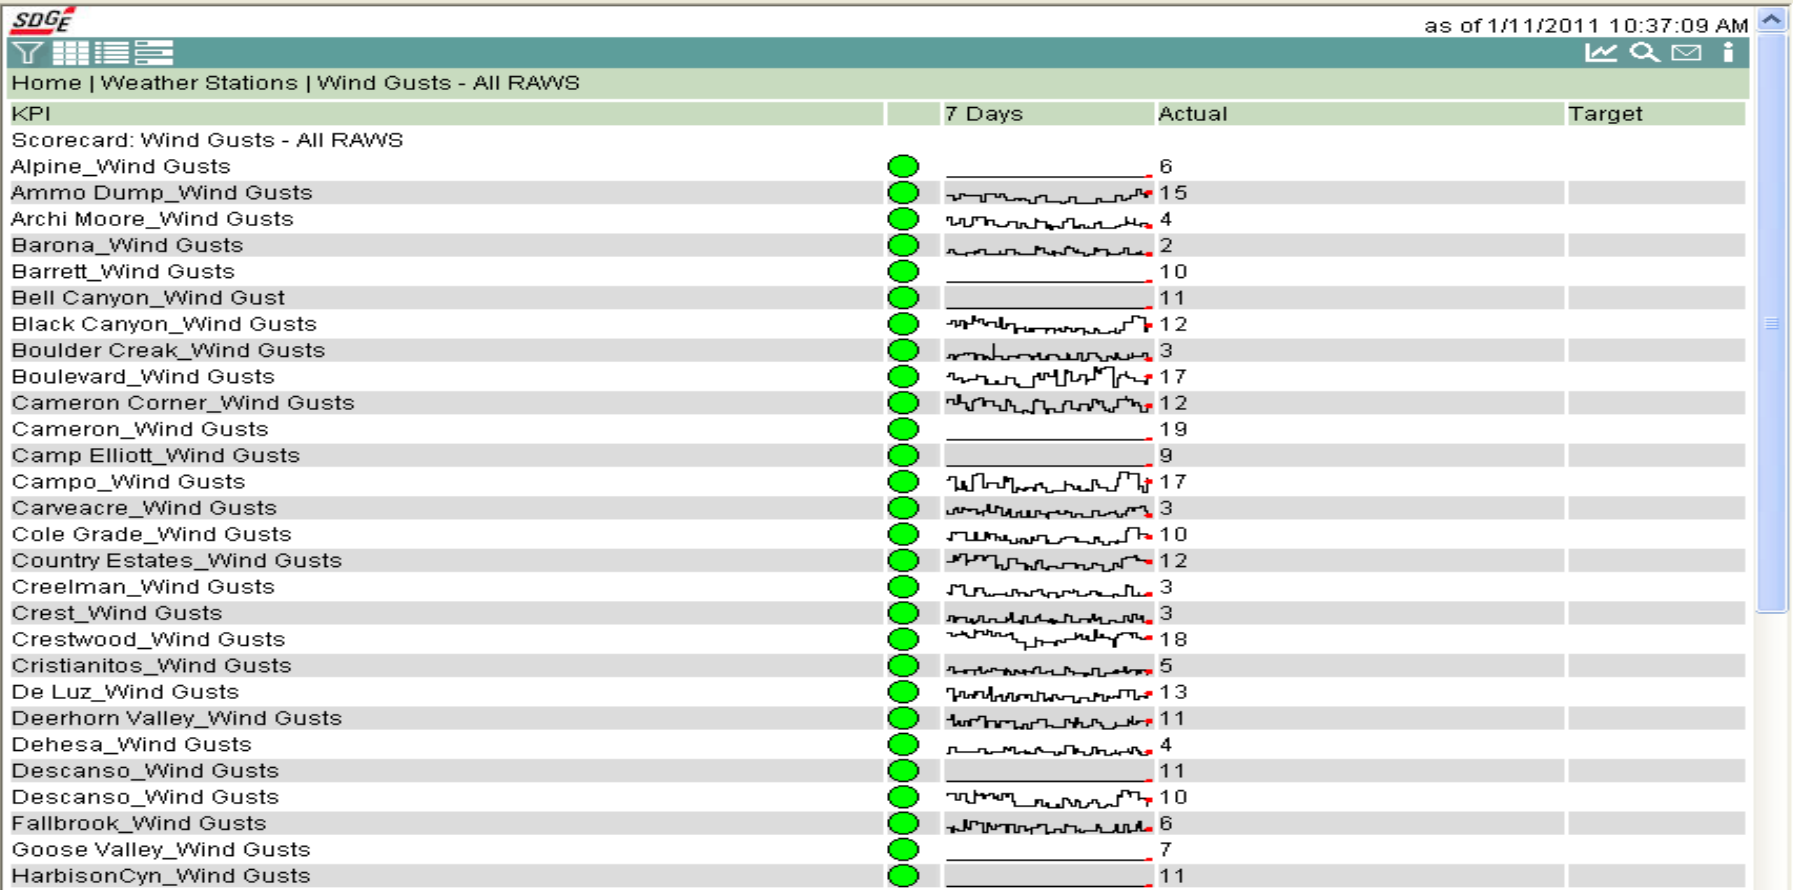 SDGE
as of 1/11/2011 10:37:09 AM
Home | Weather Stations | Wind Gusts - All RAWS
KPI 7 Days Actual Target
Scorecard: Wind Gusts - All RAWS
Alpine_Wind Gusts 6
Ammo Dump_Wind Gusts 15
Archi Moore_Wind Gusts 4
Barona_Wind Gusts 2
Barrett_Wind Gusts 10
Bell Canyon_Wind Gust 11
Black Canyon_Wind Gusts 12
Boulder Creak_Wind Gusts 3
Boulevard_Wind Gusts 17
Cameron Corner_Wind Gusts 12
Cameron_Wind Gusts 19
Camp Elliott_Wind Gusts 9
Campo_Wind Gusts 17
Carveacre_Wind Gusts 3
Cole Grade_Wind Gusts 10
Country Estates_Wind Gusts 12
Creelman_Wind Gusts 3
Crest_Wind Gusts 3
Crestwood_Wind Gusts 18
Cristianitos_Wind Gusts 5
De Luz_Wind Gusts 13
Deerhorn Valley_Wind Gusts 11
Dehesa_Wind Gusts 4
Descanso_Wind Gusts 11
Descanso_Wind Gusts 10
Fallbrook_Wind Gusts 6
Goose Valley_Wind Gusts 7
HarbisonCyn_Wind Gusts 11